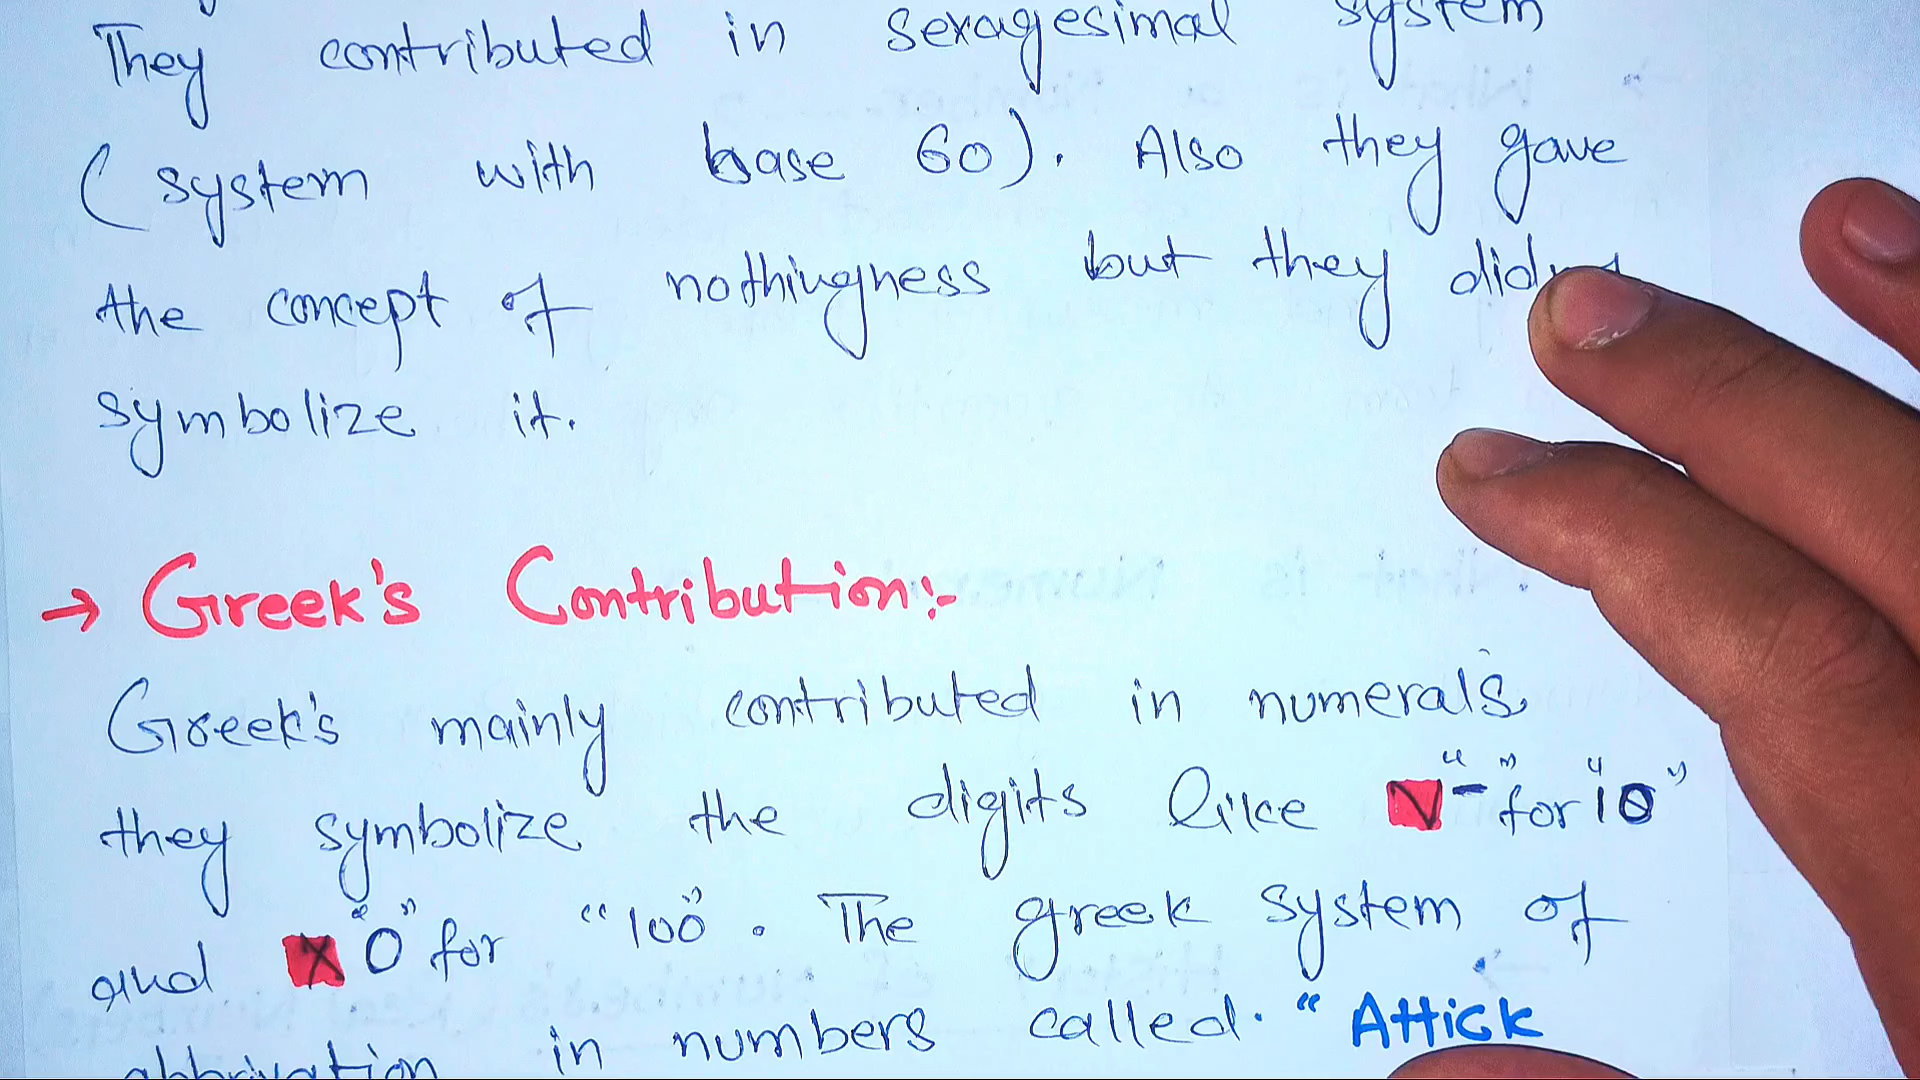 They contributed in sexagesimal system
(system with base 60). Also they gave
the concept of nothingness but they
symbolize it.
→ Greek's Contribution:-
Greek's mainly contributed in numerals
they symbolize the digits like V "-" for "10"
and X "O" for "100". The greek system of
abbrivation in numbers called. "Attick